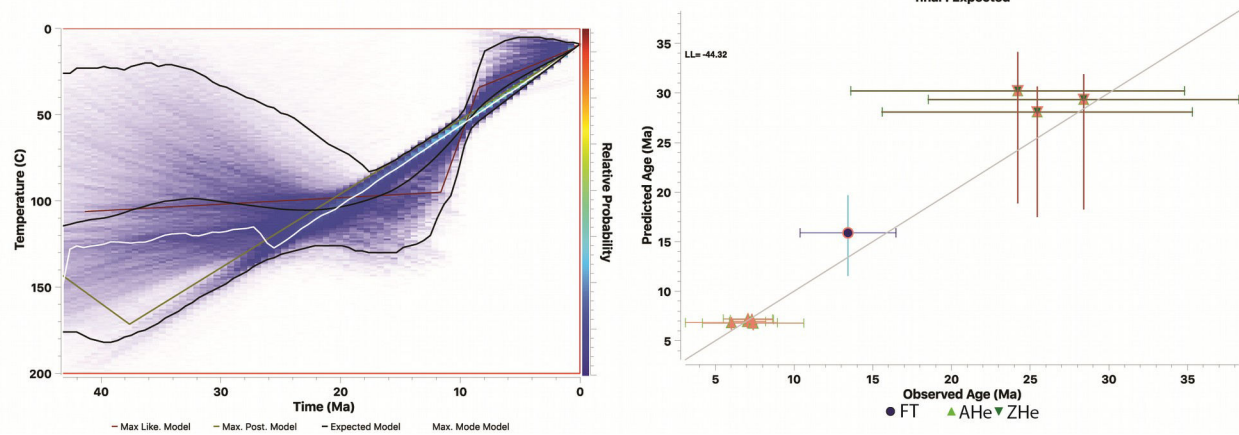 0
50
100
150
200
Temperature (C)
40
30
20
10
0
Time (Ma)
Relative Probability
Max Like. Model
Max. Post. Model
Expected Model
Max. Mode Model
LL= -44.32
35
30
25
20
15
10
5
Predicted Age (Ma)
5
10
15
20
25
30
35
Observed Age (Ma)
FT
AHe
ZHe